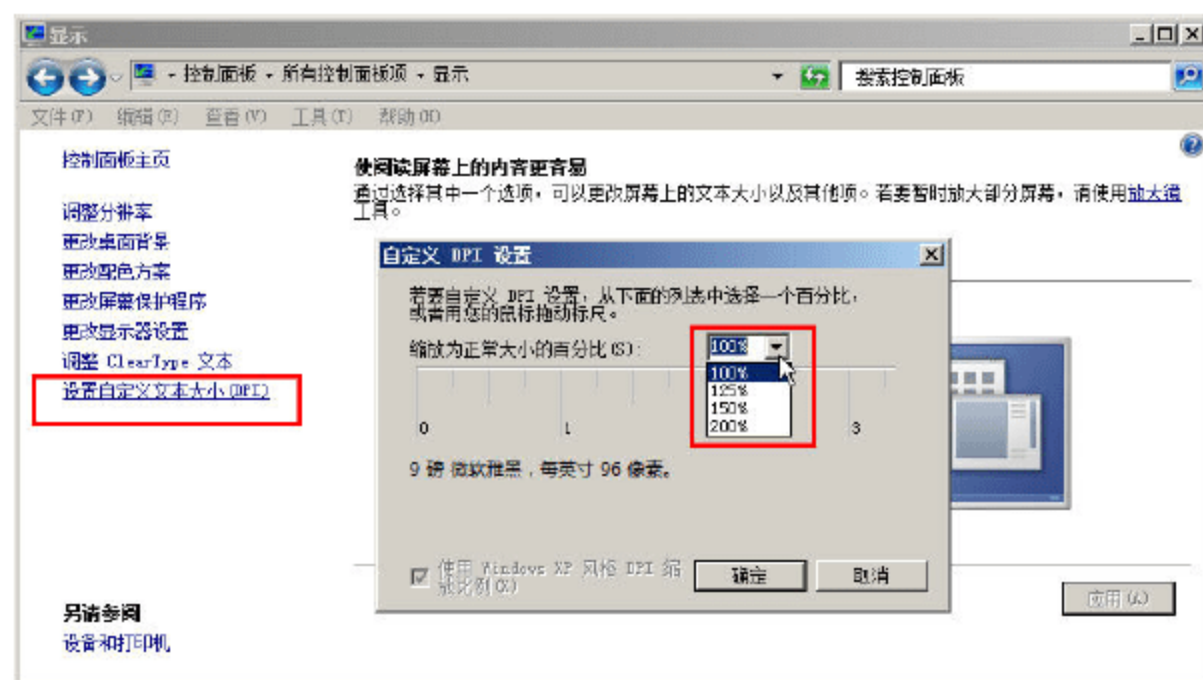 显示
控制面板 所有控制面板项 显示 搜索控制面板
文件(F) 编辑(E) 查看(V) 工具(T) 帮助(H)
控制面板主页
调整分辨率
更改桌面背景
更改配色方案
更改屏幕保护程序
更改显示器设置
调整 ClearType 文本
设置自定义文本大小(DPI)
另请参阅
设备和打印机
使阅读屏幕上的内容更容易
通过选择其中一个选项，可以更改屏幕上的文本大小以及其他项。若要暂时放大部分屏幕，请使用放大镜
工具。
自定义 DPI 设置
若要自定义 DPI 设置，从下面的列表中选择一个百分比，
或者用您的鼠标拖动标尺。
缩放为正常大小的百分比(S): 100%
100%
125%
150%
200%
0 1 3
9 磅 微软雅黑，每英寸 96 像素。
使用 Windows XP 风格 DPI 缩
放比例(X)
确定 取消
应用(A)